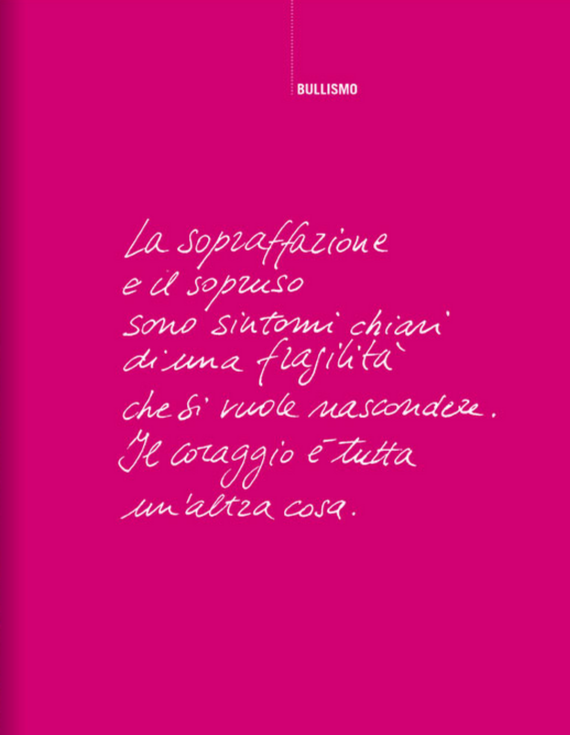 BULLISMO
La sopraffazione
e il sopruso
sono sintomi chiari
di una fragilità
che si vuole nascondere.
Il coraggio è tutta
un'altra cosa.